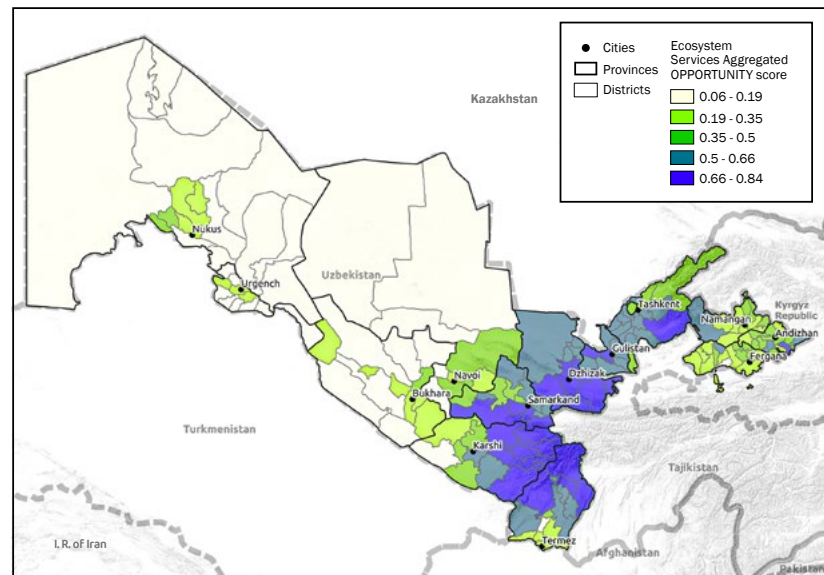 Cities
Provinces
Districts
Ecosystem
Services Aggregated
OPPORTUNITY score
0.06 - 0.19
0.19 - 0.35
0.35 - 0.5
0.5 - 0.66
0.66 - 0.84
Kazakhstan
Nukus
Urgench
Uzbekistan
Tashkent
Kyrgyz
Republic
Namangan
Andizhan
Gulistan
Fergana
Navoi
Dzhizak
Bukhara
Samarkand
Turkmenistan
Karshi
Tajikistan
I. R. of Iran
Termez
Afghanistan
Pakistan